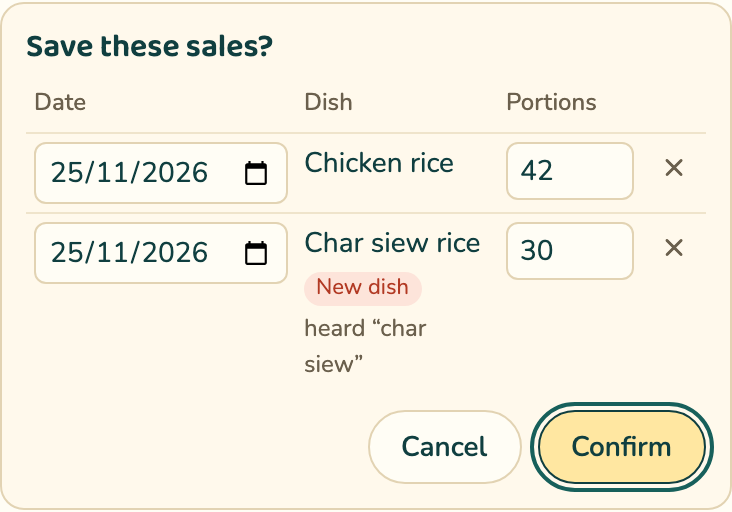 Save these sales?
Date Dish Portions
25/11/2026 Chicken rice 42
25/11/2026 Char siew rice 30
New dish
heard “char
siew”
Cancel Confirm